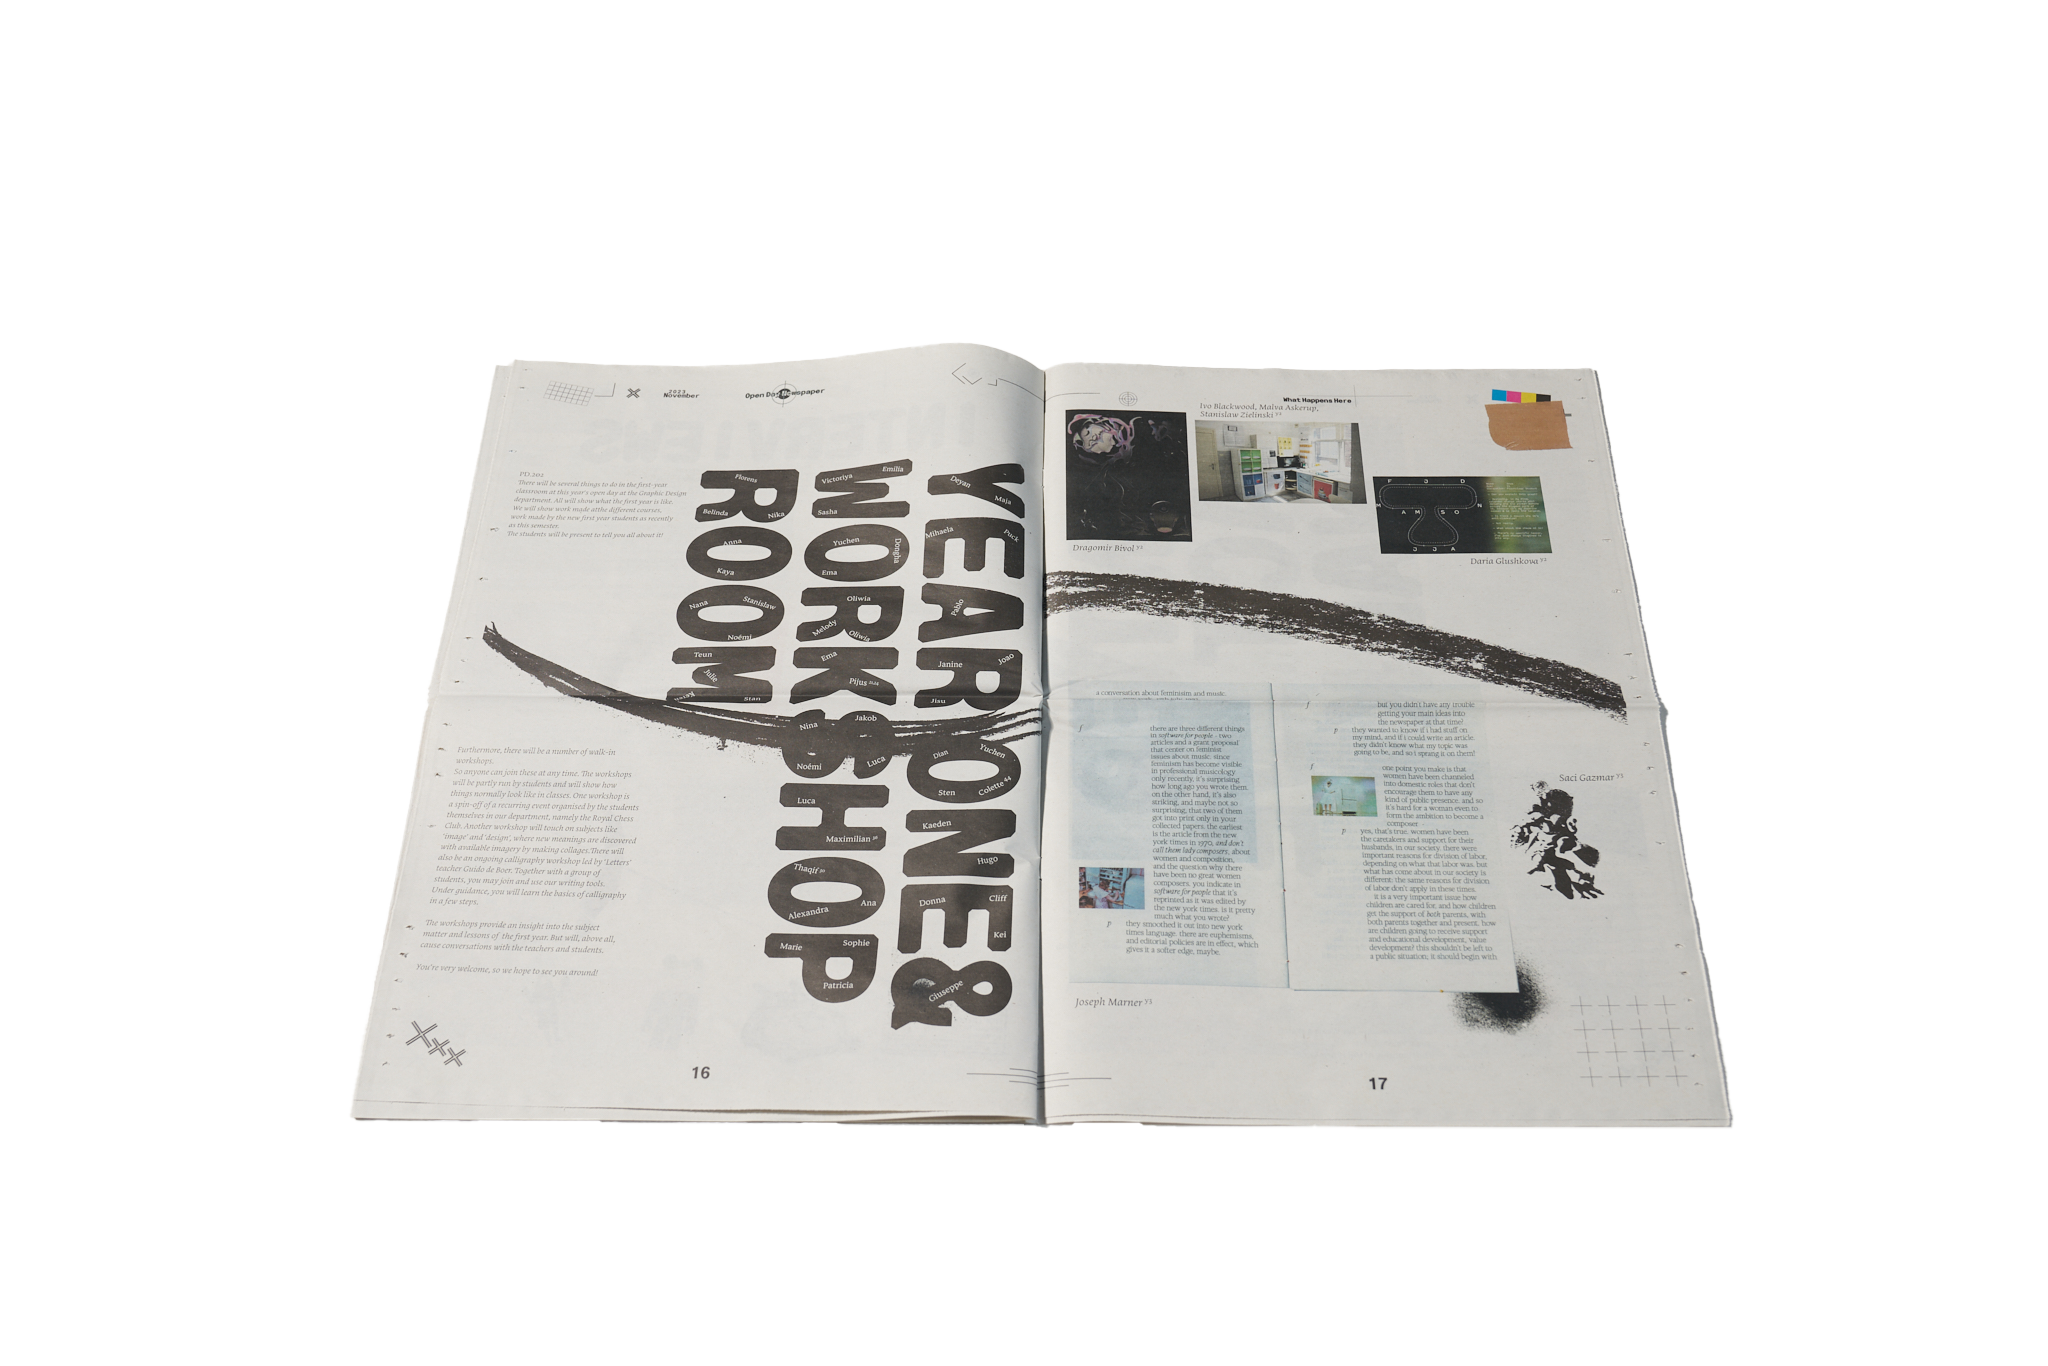 2023
November
Open Day Newspaper
PD.202
There will be several things to do in the first-year
classroom at this year's open day at the Graphic Design
department. All will show what the first year is like.
We will show work made atthe different courses,
work made by the new first year students as recently
as this semester.
The students will be present to tell you all about it!
YEAR ONE &
WORKSHOP
ROOM
Deyan
Maja
Mihaela
Puck
Pablo
Janine
Joao
Jisu
Dian
Yuchen
Sten
Colette 44
Kaeden
Hugo
Donna
Cliff
Kei
Giuseppe
Victoriya
Emilia
Sasha
Yuchen
Dongha
Ema
Oliwia
Melody
Oliwia
Ema
Pijus
Nina
Jakob
Noëmi
Luca
Luca
Maximilian
Thaqif
Alexandra
Ana
Marie
Sophie
Patricia
Florens
Belinda
Nika
Anna
Kaya
Nana
Stanislaw
Noëmi
Teun
Julie
Stan
Furthermore, there will be a number of walk-in
workshops.
So anyone can join these at any time. The workshops
will be partly run by students and will show how
things normally look like in classes. One workshop is
a spin-off of a recurring event organised by the students
themselves in our department, namely the Royal Chess
Club. Another workshop will touch on subjects like
'image' and 'design', where new meanings are discovered
with available imagery by making collages.There will
also be an ongoing calligraphy workshop led by 'Letters'
teacher Guido de Boer. Together with a group of
students, you may join and use our writing tools.
Under guidance, you will learn the basics of calligraphy
in a few steps.
The workshops provide an insight into the subject
matter and lessons of the first year. But will, above all,
cause conversations with the teachers and students.
You're very welcome, so we hope to see you around!
16
What Happens Here
Ivo Blackwood, Malva Askerup,
Stanislaw Zielinski Y2
Dragomir Bivol Y3
F J D
M A M S O N
J J A
Daria Glushkova Y2
a conversation about feminisim and music.
f
there are three different things
in software for people - two
articles and a grant proposal
that center on feminist
issues about music. since
feminism has become visible
in professional musicology
only recently, it's surprising
how long ago you wrote them.
on the other hand, it's also
striking, and maybe not so
surprising, that two of them
got into print only in your
collected papers. the earliest
is the article from the new
york times in 1970, and don't
call them lady composers, about
women and composition,
and the question why there
have been no great women
composers. you indicate in
software for people that it's
reprinted as it was edited by
the new york times. is it pretty
much what you wrote?
p they smoothed it out into new york
times language. there are euphemisms,
and editorial policies are in effect, which
gives it a softer edge, maybe.
f
but you didn't have any trouble
getting your main ideas into
the newspaper at that time?
p they wanted to know if i had stuff on
my mind, and if i could write an article.
they didn't know what my topic was
going to be, and so i sprang it on them!
f
one point you make is that
women have been channeled
into domestic roles that don't
encourage them to have any
kind of public presence. and so
it's hard for a woman even to
form the ambition to become a
composer -
p yes, that's true. women have been
the caretakers and support for their
husbands, in our society. there were
important reasons for division of labor,
depending on what that labor was. but
what has come about in our society is
different: the same reasons for division
of labor don't apply in these times.
it is a very important issue how
children are cared for, and how children
get the support of both parents, with
both parents together and present, how
are children going to receive support
and educational development, value
development? this shouldn't be left to
a public situation; it should begin with
Joseph Marner Y3
Saci Gazmar Y3
17